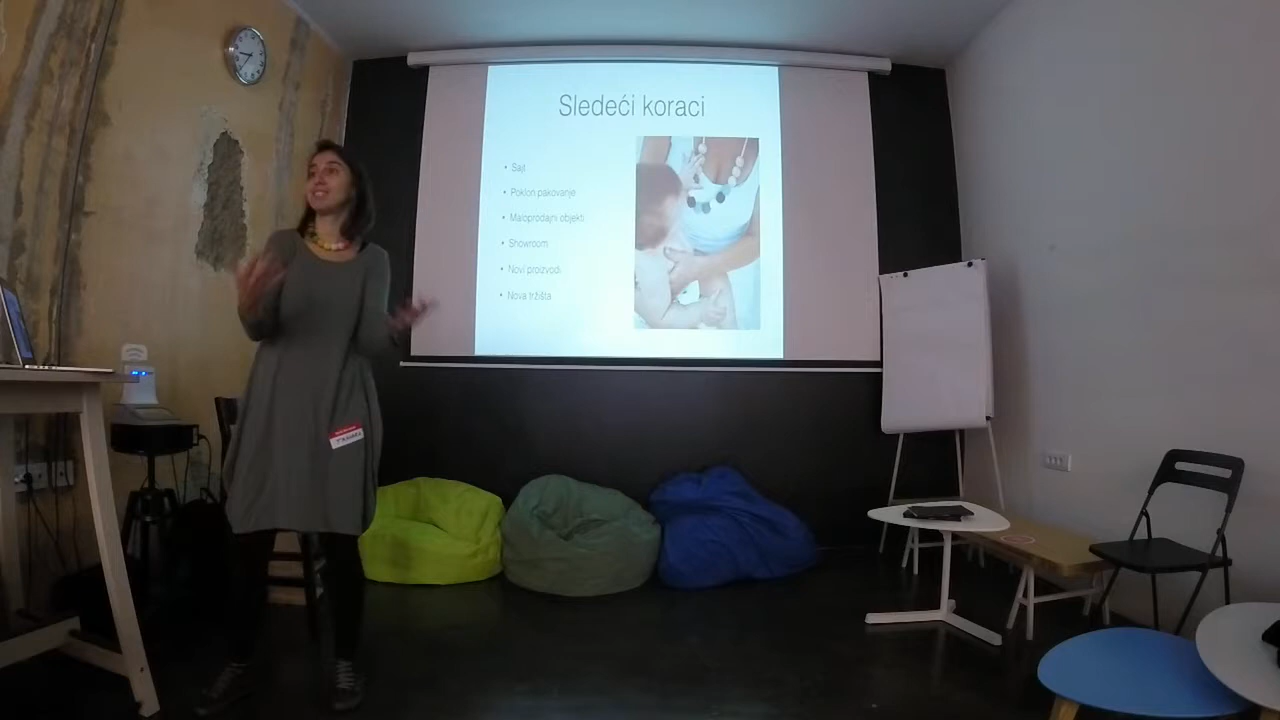 Sledeći koraci
• Sajt
• Poklon pakovanje
• Maloprodajni objekti
• Showroom
• Novi proizvodi
• Nova tržišta